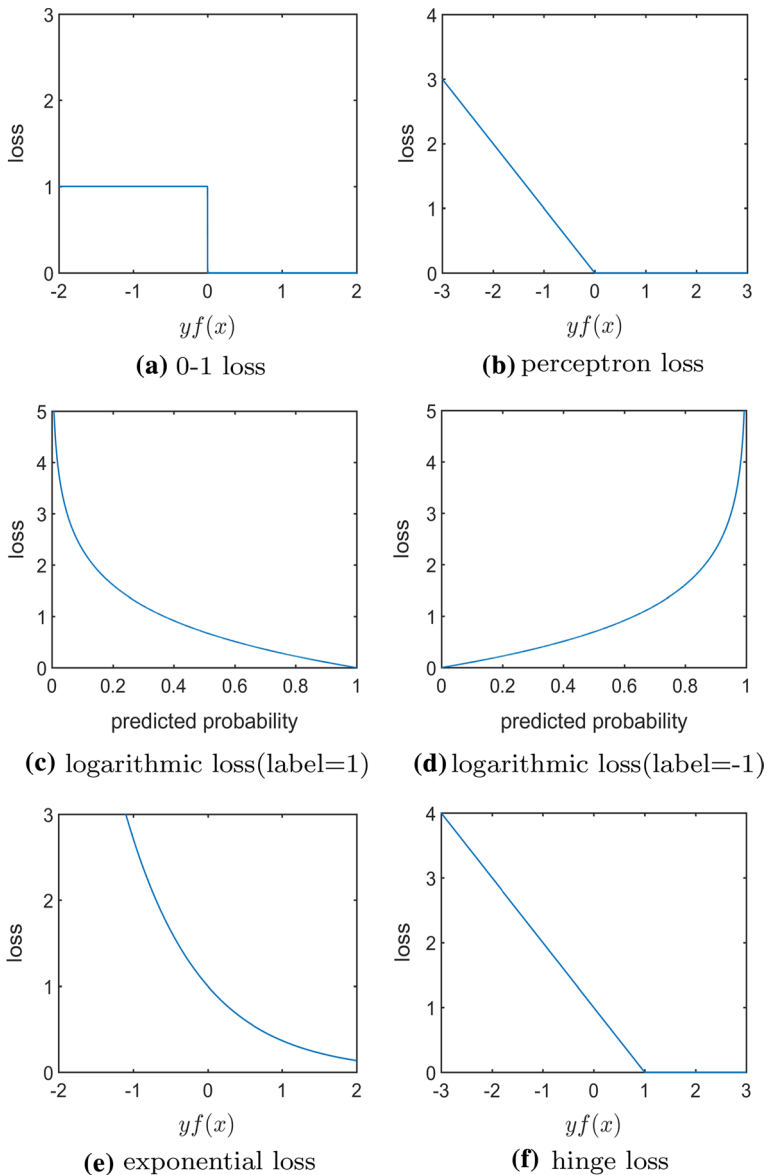 3
2
1
0
loss
-2 -1 0 1 2
yf(x)
(a) 0-1 loss
4
3
2
1
0
loss
-3 -2 -1 0 1 2 3
yf(x)
(b) perceptron loss
5
4
3
2
1
0
loss
0 0.2 0.4 0.6 0.8 1
predicted probability
(c) logarithmic loss(label=1)
5
4
3
2
1
0
loss
0 0.2 0.4 0.6 0.8 1
predicted probability
(d) logarithmic loss(label=-1)
3
2
1
0
loss
-2 -1 0 1 2
yf(x)
(e) exponential loss
4
3
2
1
0
loss
-3 -2 -1 0 1 2 3
yf(x)
(f) hinge loss